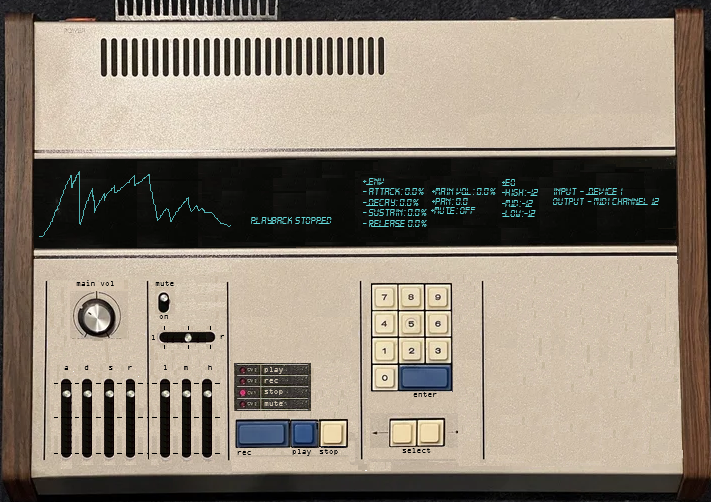 POWER
PLAYBACK STOPPED
*ENV
-ATTACK: 0.0%
-DECAY: 0.0%
-SUSTAIN: 0.0%
-RELEASE 0.0%
*MAIN VOL: 0.0%
*PAN: 0.0
*MUTE: OFF
*EQ
-HIGH: -12
-MID: -12
-LOW: -12
INPUT - DEVICE 1
OUTPUT - MIDI CHANNEL 12
main vol
mute
on
l r
a d s r
l m h
play
rec
stop
mute
rec play stop
7 8 9
4 5 6
1 2 3
0
enter
select